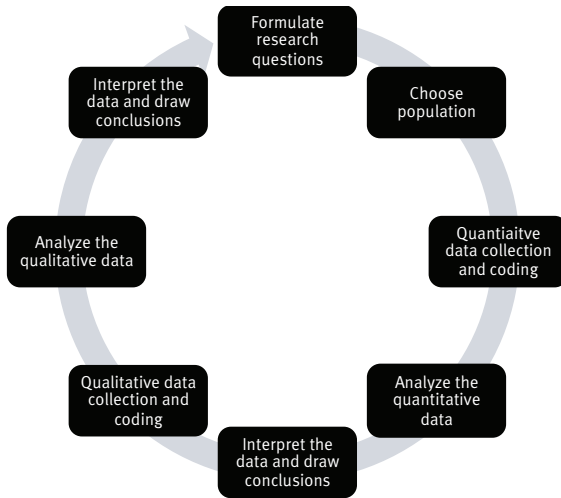 Formulate
research
questions
Choose
population
Quantiaitve
data collection
and coding
Analyze the
quantitative
data
Interpret the
data and draw
conclusions
Qualitative data
collection and
coding
Analyze the
qualitative data
Interpret the
data and draw
conclusions